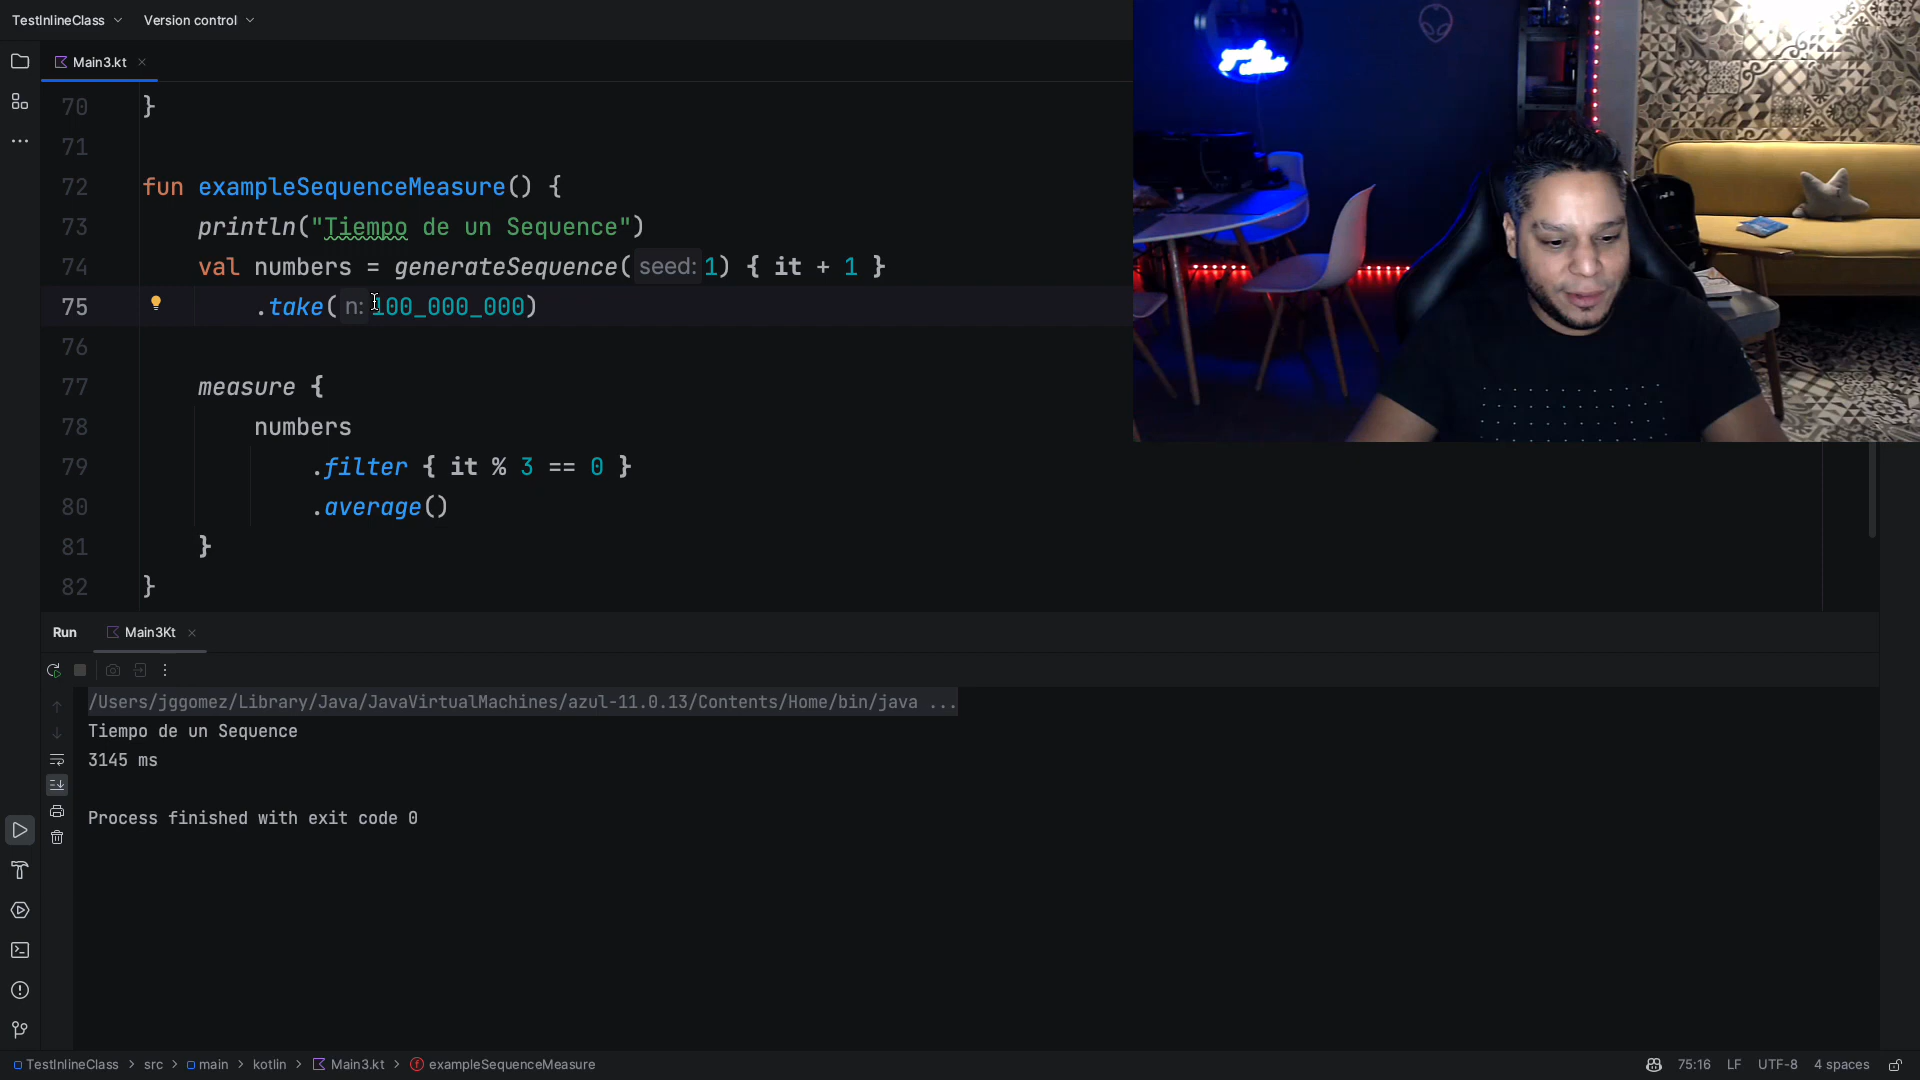 TestInlineClass Version control
Main3.kt
70 }
71
72 fun exampleSequenceMeasure() {
73 println("Tiempo de un Sequence")
74 val numbers = generateSequence( seed: 1) { it + 1 }
75 .take( n: 100_000_000)
76
77 measure {
78 numbers
79 .filter { it % 3 == 0 }
80 .average()
81 }
82 }
Run Main3Kt
/Users/jggomez/Library/Java/JavaVirtualMachines/azul-11.0.13/Contents/Home/bin/java ...
Tiempo de un Sequence
3145 ms
Process finished with exit code 0
TestInlineClass > src > main > kotlin > Main3.kt > exampleSequenceMeasure 75:16 LF UTF-8 4 spaces